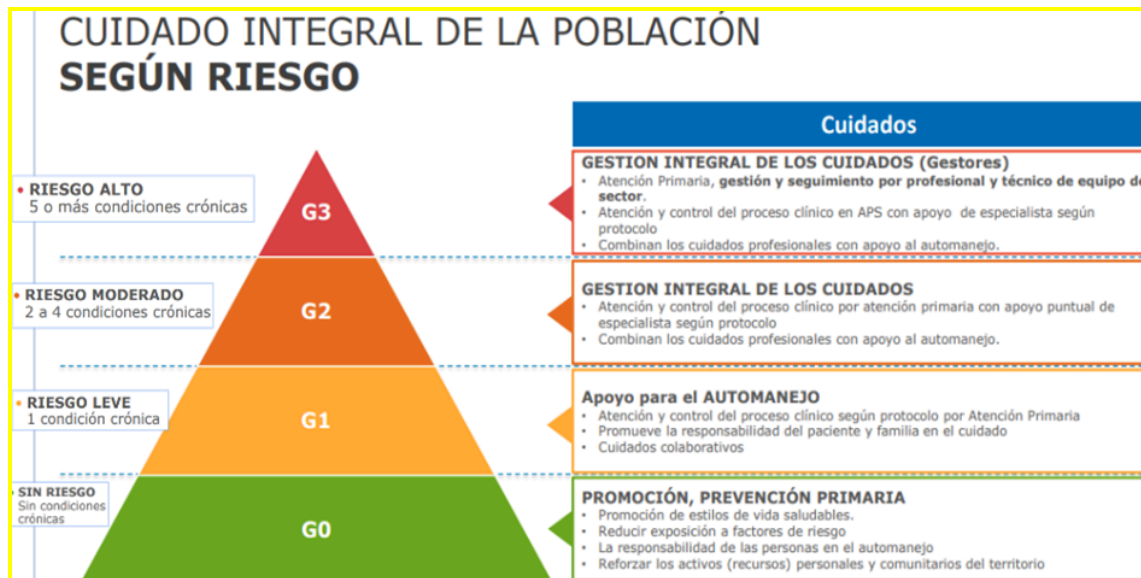 CUIDADO INTEGRAL DE LA POBLACIÓN
SEGÚN RIESGO
Cuidados
• RIESGO ALTO
5 o más condiciones crónicas
G3
GESTION INTEGRAL DE LOS CUIDADOS (Gestores)
• Atención Primaria, gestión y seguimiento por profesional y técnico de equipo de
sector.
• Atención y control del proceso clínico en APS con apoyo de especialista según
protocolo
• Combinan los cuidados profesionales con apoyo al automanejo.
• RIESGO MODERADO
2 a 4 condiciones crónicas
G2
GESTION INTEGRAL DE LOS CUIDADOS
• Atención y control del proceso clínico por atención primaria con apoyo puntual de
especialista según protocolo
• Combinan los cuidados profesionales con apoyo al automanejo.
• RIESGO LEVE
1 condición crónica
G1
Apoyo para el AUTOMANEJO
• Atención y control del proceso clínico según protocolo por Atención Primaria
• Promueve la responsabilidad del paciente y familia en el cuidado
• Cuidados colaborativos
• SIN RIESGO
Sin condiciones
crónicas
G0
PROMOCIÓN, PREVENCIÓN PRIMARIA
• Promoción de estilos de vida saludables.
• Reducir exposición a factores de riesgo
• La responsabilidad de las personas en el automanejo
• Reforzar los activos (recursos) personales y comunitarios del territorio